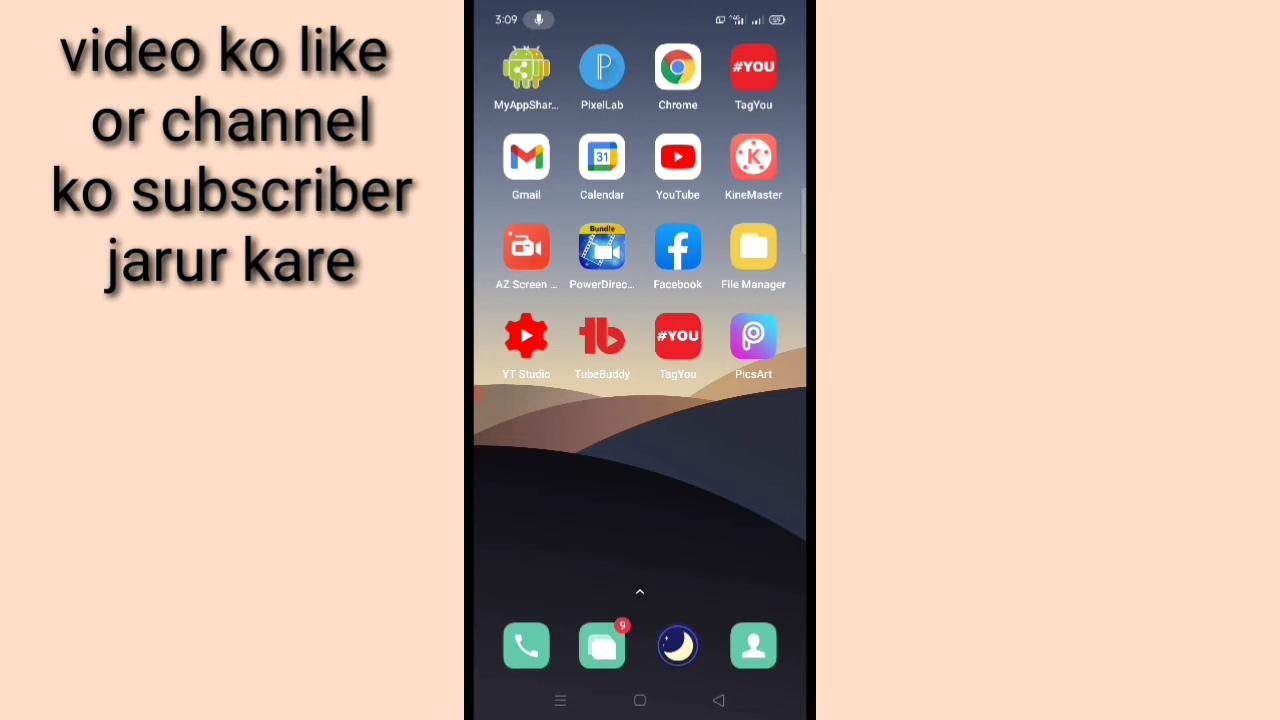 video ko like
or channel
ko subscriber
jarur kare
3:09
MyAppShar...
PixelLab
Chrome
#YOU
TagYou
31
Gmail
Calendar
YouTube
KineMaster
Bundle
AZ Screen ...
PowerDirec...
Facebook
File Manager
#YOU
YT Studio
TubeBuddy
TagYou
PicsArt
9